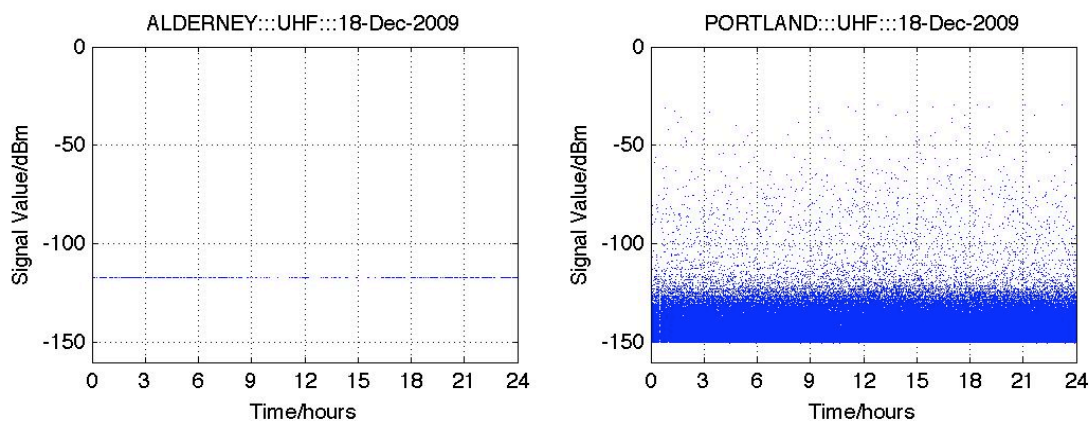 ALDERNEY:::UHF:::18-Dec-2009
0
-50
-100
-150
Signal Value/dBm
0 3 6 9 12 15 18 21 24
Time/hours
PORTLAND:::UHF:::18-Dec-2009
0
-50
-100
-150
Signal Value/dBm
0 3 6 9 12 15 18 21 24
Time/hours